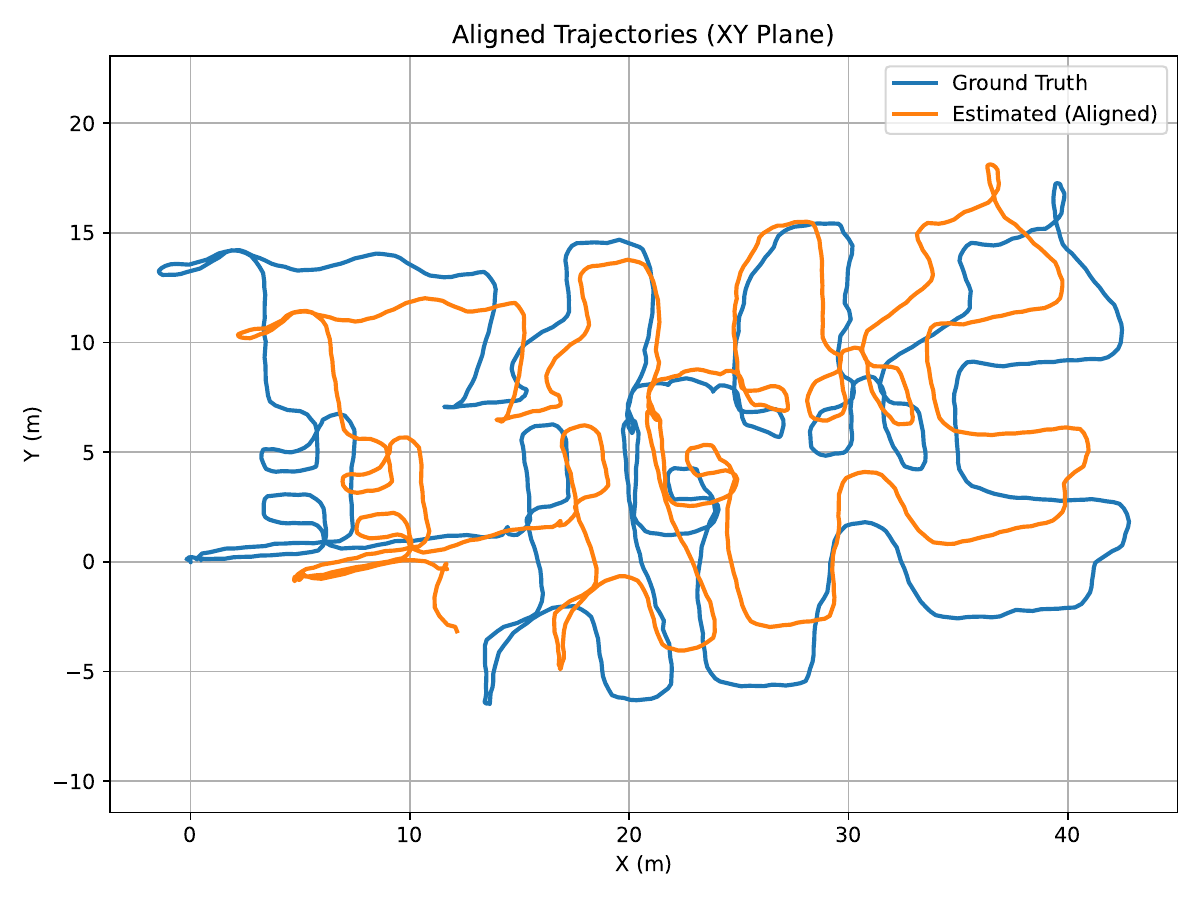 Aligned Trajectories (XY Plane)
Ground Truth
Estimated (Aligned)
20
15
10
5
0
−5
−10
Y (m)
0 10 20 30 40
X (m)